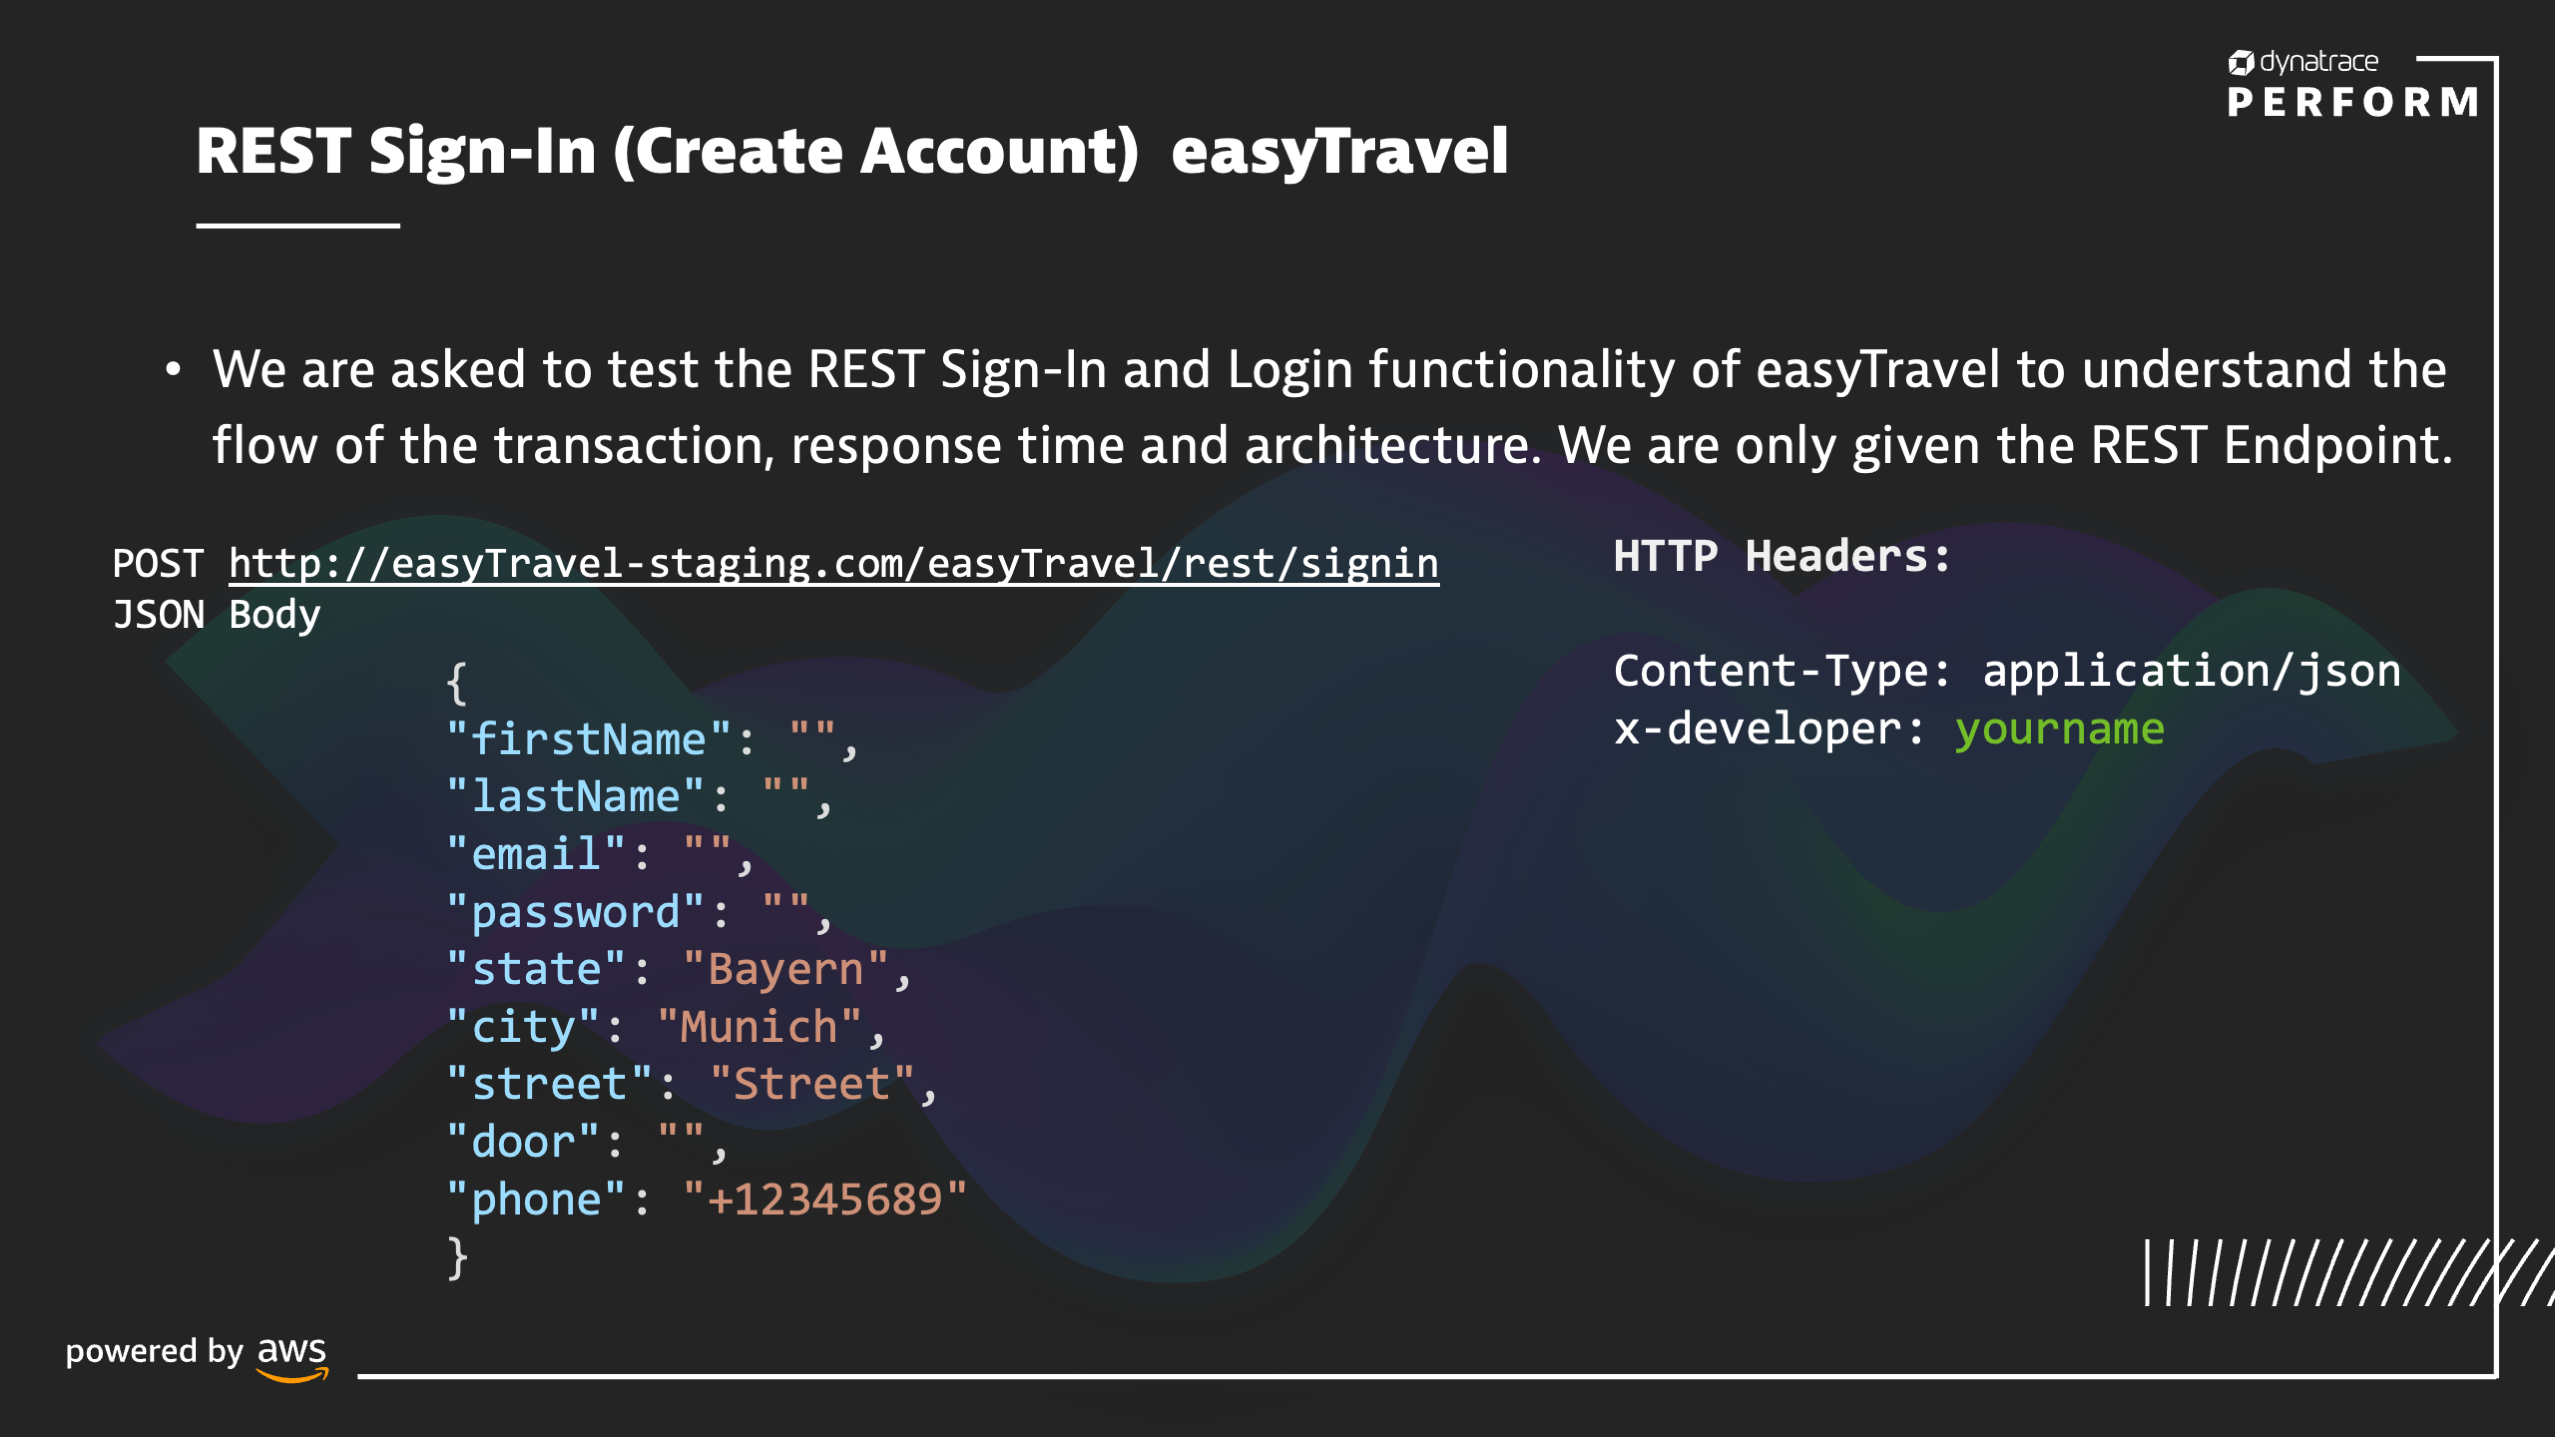 dynatrace
PERFORM
REST Sign-In (Create Account)  easyTravel
• We are asked to test the REST Sign-In and Login functionality of easyTravel to understand the
flow of the transaction, response time and architecture. We are only given the REST Endpoint.
POST http://easyTravel-staging.com/easyTravel/rest/signin
JSON Body
{
"firstName": "",
"lastName": "",
"email": "",
"password": "",
"state": "Bayern",
"city": "Munich",
"street": "Street",
"door": "",
"phone": "+12345689"
}
HTTP Headers:
Content-Type: application/json
x-developer: yourname
powered by aws